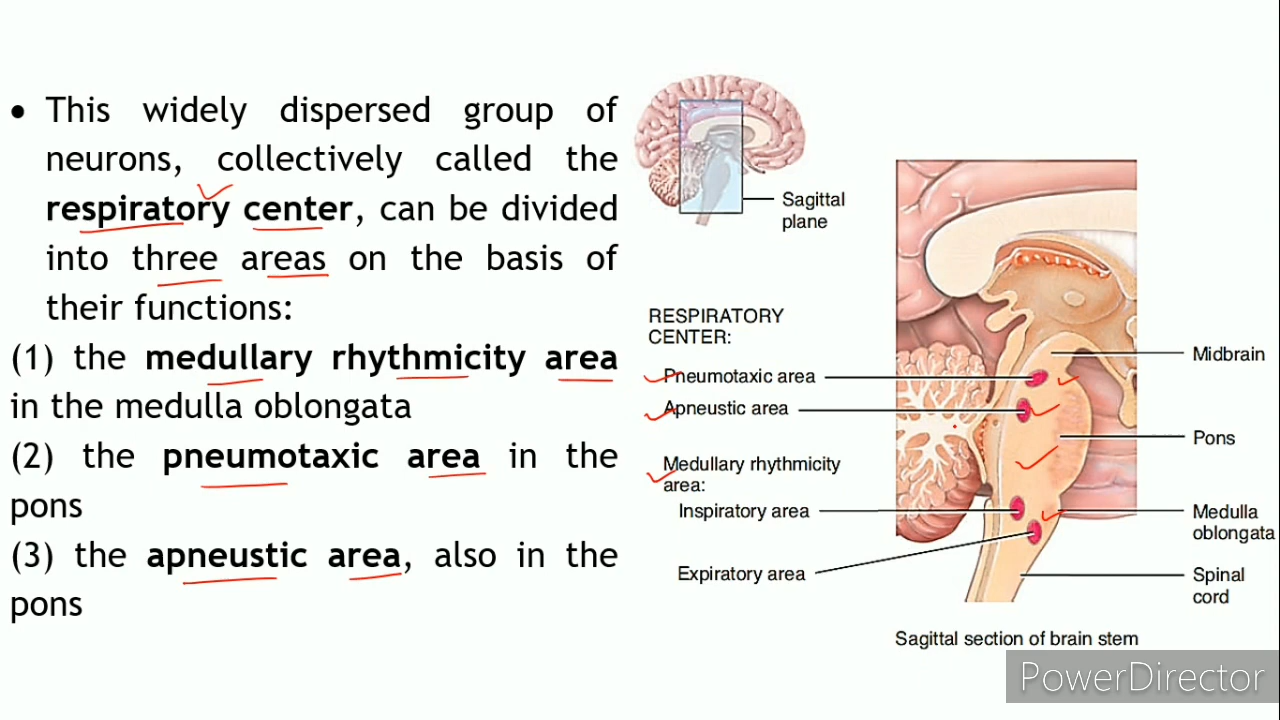 • This widely dispersed group of
neurons, collectively called the
respiratory center, can be divided
into three areas on the basis of
their functions:
(1) the medullary rhythmicity area
in the medulla oblongata
(2) the pneumotaxic area in the
pons
(3) the apneustic area, also in the
pons
Sagittal
plane
RESPIRATORY
CENTER:
Pneumotaxic area
Apneustic area
Medullary rhythmicity
area:
Inspiratory area
Expiratory area
Midbrain
Pons
Medulla
oblongata
Spinal
cord
Sagittal section of brain stem
PowerDirector